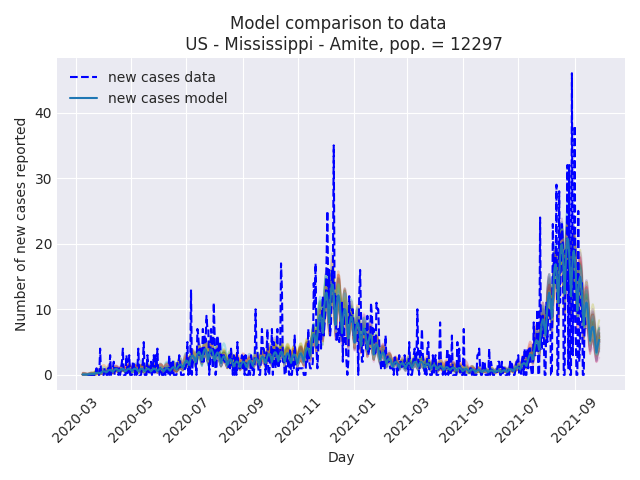 Model comparison to data
US - Mississippi - Amite, pop. = 12297
new cases data
new cases model
Number of new cases reported
40
30
20
10
0
2020-03
2020-05
2020-07
2020-09
2020-11
2021-01
2021-03
2021-05
2021-07
2021-09
Day